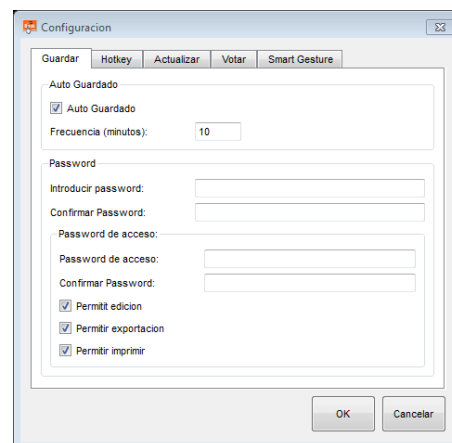 Configuracion
Guardar Hotkey Actualizar Votar Smart Gesture
Auto Guardado
Auto Guardado
Frecuencia (minutos): 10
Password
Introducir password:
Confirmar Password:
Password de acceso:
Password de acceso:
Confirmar Password:
Permitit edicion
Permitir exportacion
Permitir imprimir
OK Cancelar